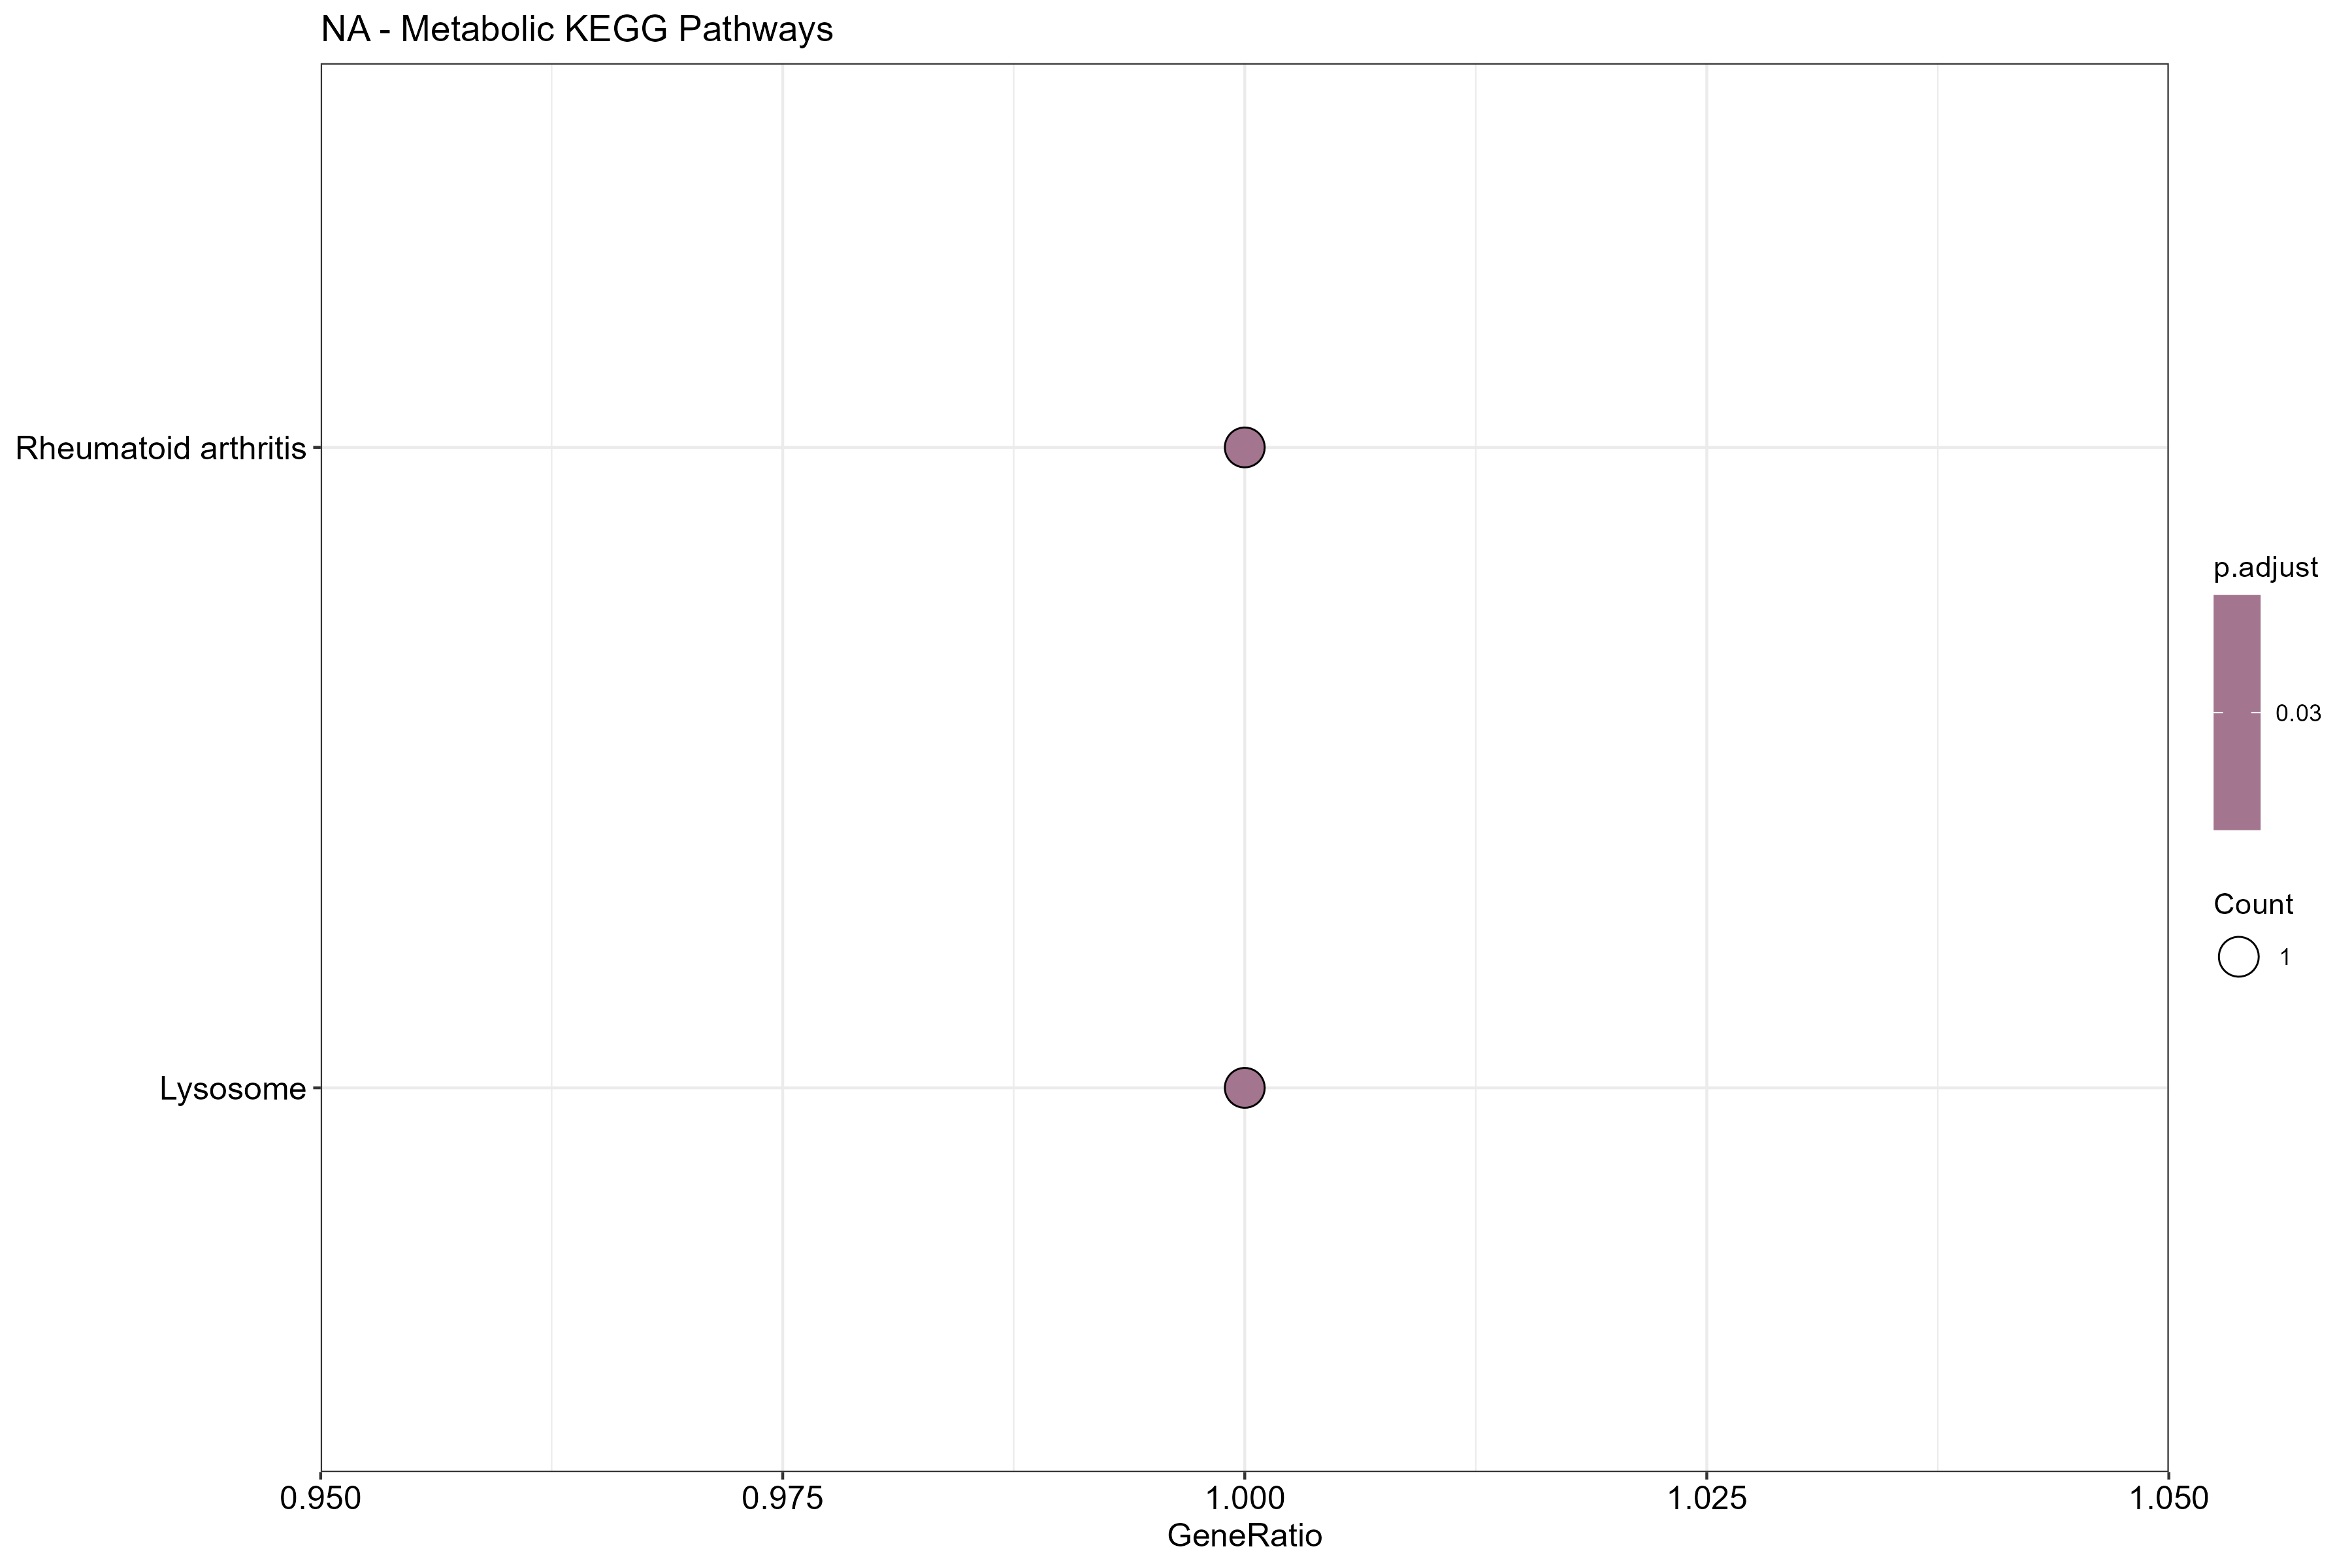 NA - Metabolic KEGG Pathways
Rheumatoid arthritis
Lysosome
0.950
0.975
1.000
1.025
1.050
GeneRatio
p.adjust
0.03
Count
1